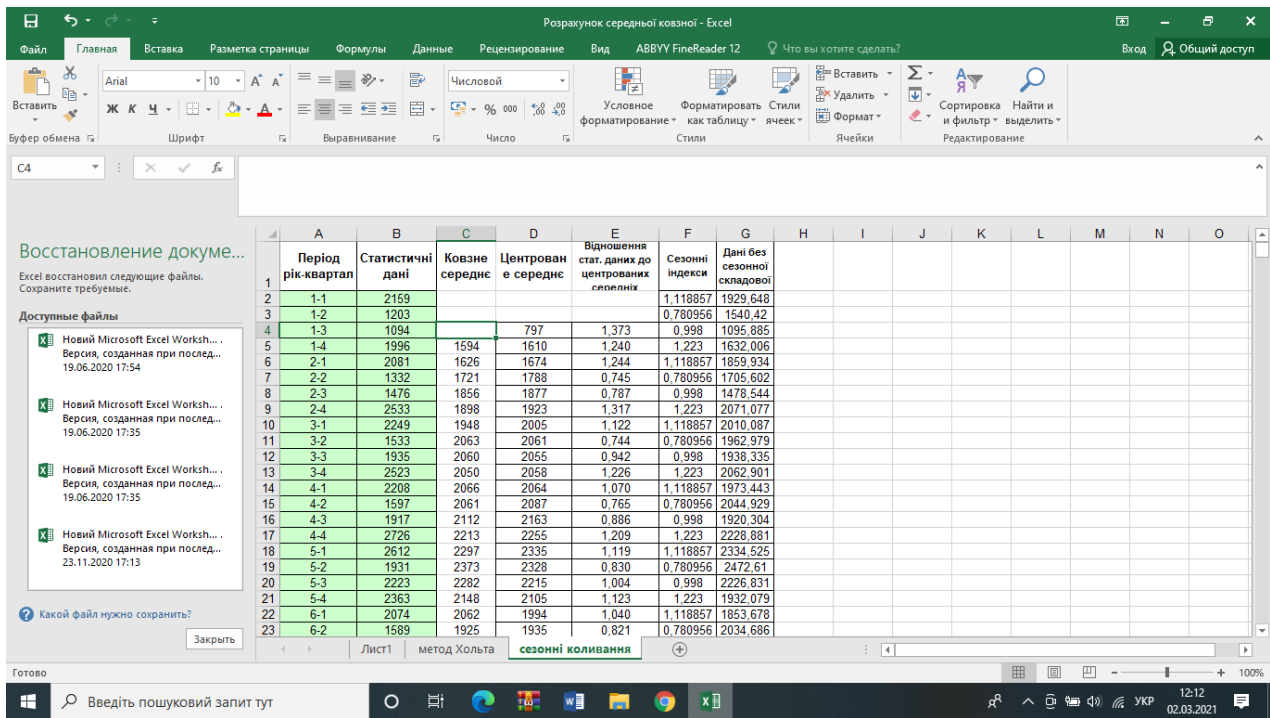 Розрахунок середньої ковзної - Excel
Файл Главная Вставка Разметка страницы Формулы Данные Рецензирование Вид ABBYY FineReader 12 Что вы хотите сделать? Вход Общий доступ
Вставить
Arial 10
Ж К Ч
Числовой
% 000
Условное форматирование
Форматировать как таблицу
Стили ячеек
Вставить
Удалить
Формат
Сортировка и фильтр
Найти и выделить
Буфер обмена Шрифт Выравнивание Число Стили Ячейки Редактирование
C4 fx
Восстановление докуме...
Excel восстановил следующие файлы.
Сохраните требуемые.
Доступные файлы
Новий Microsoft Excel Worksh... .
Версия, созданная при послед...
19.06.2020 17:54
Новий Microsoft Excel Worksh... .
Версия, созданная при послед...
19.06.2020 17:35
Новий Microsoft Excel Worksh... .
Версия, созданная при послед...
19.06.2020 17:35
Новий Microsoft Excel Worksh... .
Версия, созданная при послед...
23.11.2020 17:13
Какой файл нужно сохранить?
Закрыть
A B C D E F G H I J K L M N O
1 Період рік-квартал Статистичні дані Ковзне середнє Центрован е середнє Відношення стат. даних до центрованих середніх Сезонні індекси Дані без сезонної складової
2 1-1 2159 1,118857 1929,648
3 1-2 1203 0,780956 1540,42
4 1-3 1094 797 1,373 0,998 1095,885
5 1-4 1996 1594 1610 1,240 1,223 1632,006
6 2-1 2081 1626 1674 1,244 1,118857 1859,934
7 2-2 1332 1721 1788 0,745 0,780956 1705,602
8 2-3 1476 1856 1877 0,787 0,998 1478,544
9 2-4 2533 1898 1923 1,317 1,223 2071,077
10 3-1 2249 1948 2005 1,122 1,118857 2010,087
11 3-2 1533 2063 2061 0,744 0,780956 1962,979
12 3-3 1935 2060 2055 0,942 0,998 1938,335
13 3-4 2523 2050 2058 1,226 1,223 2062,901
14 4-1 2208 2066 2064 1,070 1,118857 1973,443
15 4-2 1597 2061 2087 0,765 0,780956 2044,929
16 4-3 1917 2112 2163 0,886 0,998 1920,304
17 4-4 2726 2213 2255 1,209 1,223 2228,881
18 5-1 2612 2297 2335 1,119 1,118857 2334,525
19 5-2 1931 2373 2328 0,830 0,780956 2472,61
20 5-3 2223 2282 2215 1,004 0,998 2226,831
21 5-4 2363 2148 2105 1,123 1,223 1932,079
22 6-1 2074 2062 1994 1,040 1,118857 1853,678
23 6-2 1589 1925 1935 0,821 0,780956 2034,686
Лист1 метод Хольта сезонні коливання
Готово 100%
Введіть пошуковий запит тут
УКР
12:12
02.03.2021